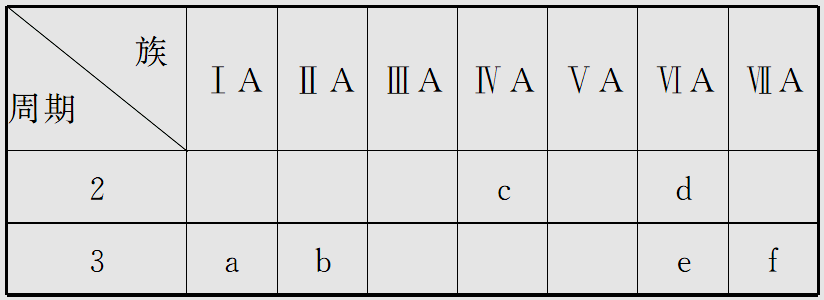 族
周期
ⅠA ⅡA ⅢA ⅣA ⅤA ⅥA ⅦA
2 c d
3 a b e f